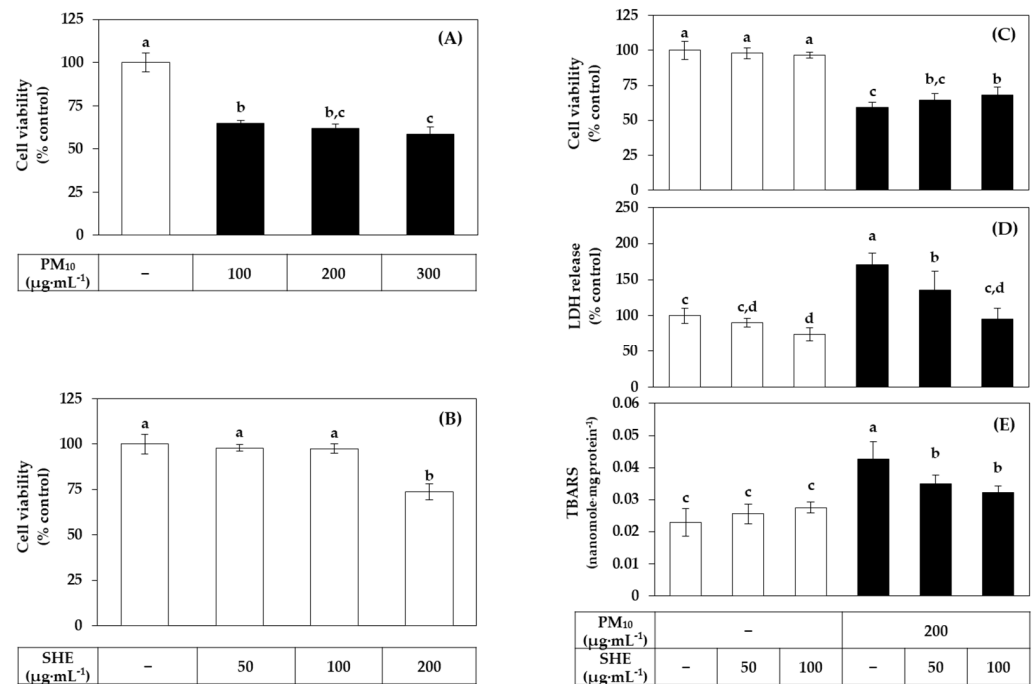 (A)
Cell viability
(% control)
125
100
75
50
25
0
a
b
b,c
c
PM₁₀
(µg·mL⁻¹)
– 100 200 300
(B)
Cell viability
(% control)
125
100
75
50
25
0
a
a
a
b
SHE
(µg·mL⁻¹)
– 50 100 200
(C)
Cell viability
(% control)
125
100
75
50
25
0
a
a
a
c
b,c
b
(D)
LDH release
(% control)
250
200
150
100
50
0
c
c,d
d
a
b
c,d
(E)
TBARS
(nanomole·mg protein⁻¹)
0.06
0.05
0.04
0.03
0.02
0.01
0
c
c
c
a
b
b
PM₁₀
(µg·mL⁻¹)
– 200
SHE
(µg·mL⁻¹)
– 50 100 – 50 100